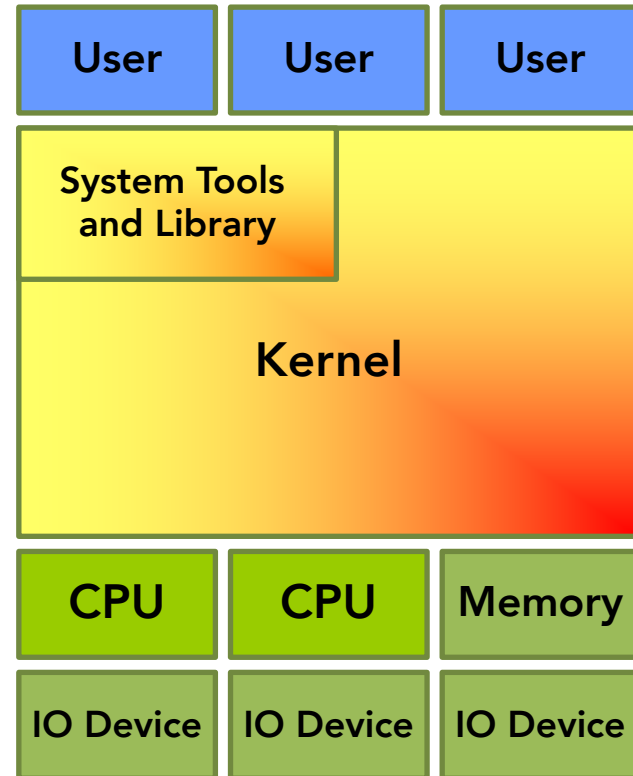 User User User
System Tools
and Library
Kernel
CPU CPU Memory
IO Device IO Device IO Device